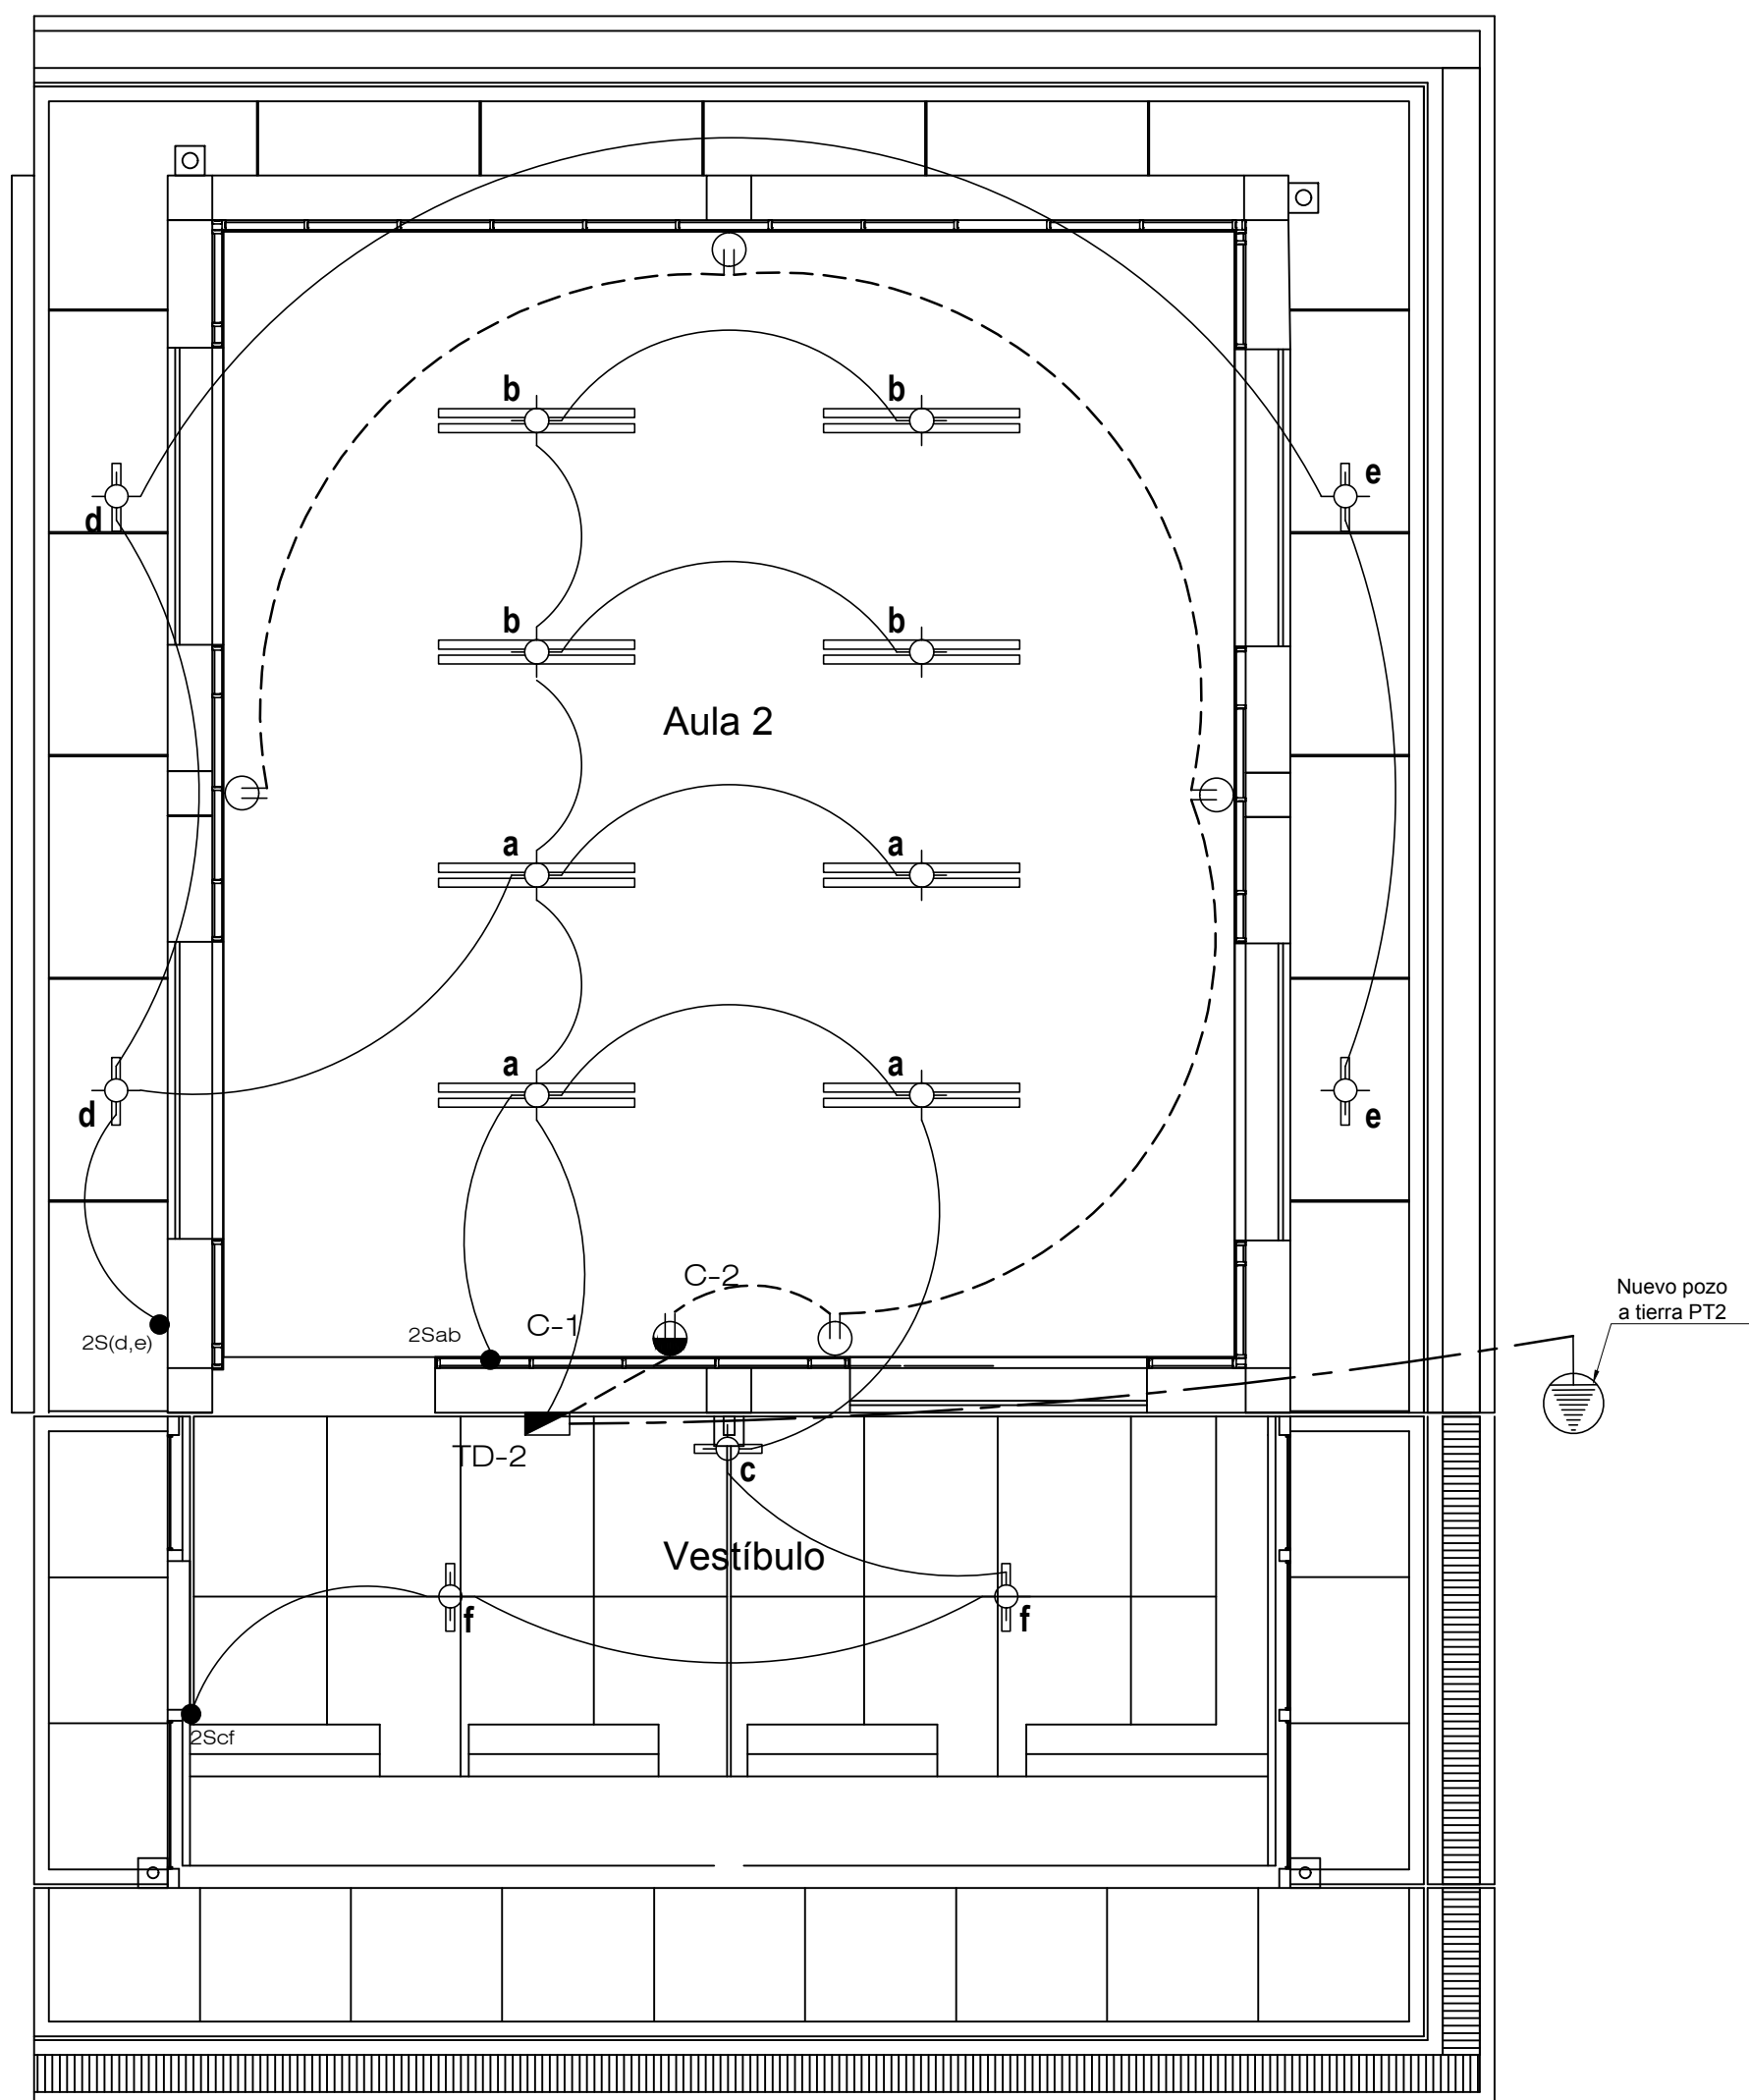 b b
e
d
b b
Aula 2
a a
a a
d e
C-2
Nuevo pozo
a tierra PT2
C-1
2Sab
2S(d,e)
TD-2
c
Vestíbulo
f f
2Scf